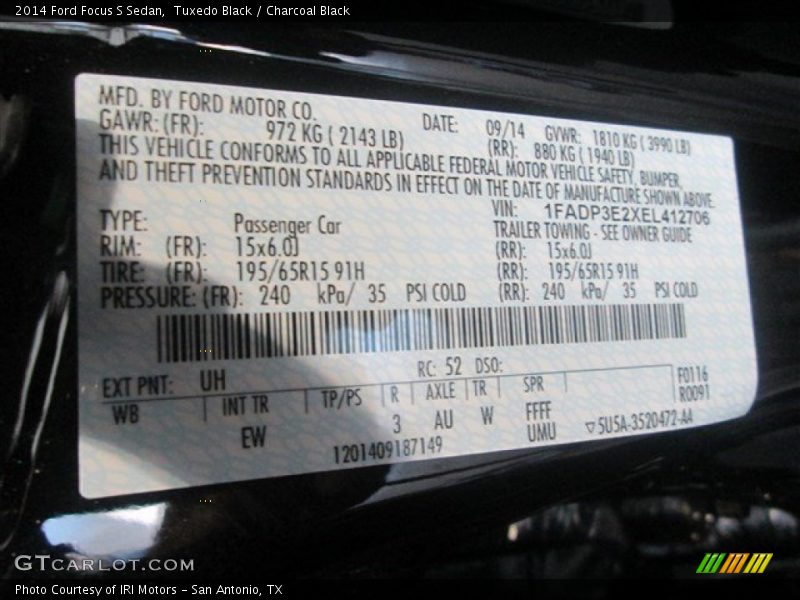 2014 Ford Focus S Sedan,  Tuxedo Black / Charcoal Black
MFD. BY FORD MOTOR CO. DATE: 09/14 GVWR: 1810 KG ( 3990 LB)
GAWR: (FR): 972 KG ( 2143 LB) (RR): 880 KG ( 1940 LB)
THIS VEHICLE CONFORMS TO ALL APPLICABLE FEDERAL MOTOR VEHICLE SAFETY, BUMPER,
AND THEFT PREVENTION STANDARDS IN EFFECT ON THE DATE OF MANUFACTURE SHOWN ABOVE.
VIN: 1FADP3E2XEL412706
TYPE: Passenger Car TRAILER TOWING - SEE OWNER GUIDE
RIM: (FR): 15x6.0J (RR): 15x6.0J
TIRE: (FR): 195/65R15 91H (RR): 195/65R15 91H
PRESSURE: (FR): 240 kPa/ 35 PSI COLD (RR): 240 kPa/ 35 PSI COLD
RC: 52 DSO:
EXT PNT: UH F0116
WB INT TR TP/PS R AXLE TR SPR R0091
EW 3 AU W FFFF
UMU
1201409187149 ▽5U5A-3520472-AA
GTCARLOT.COM
Photo Courtesy of IRI Motors - San Antonio, TX